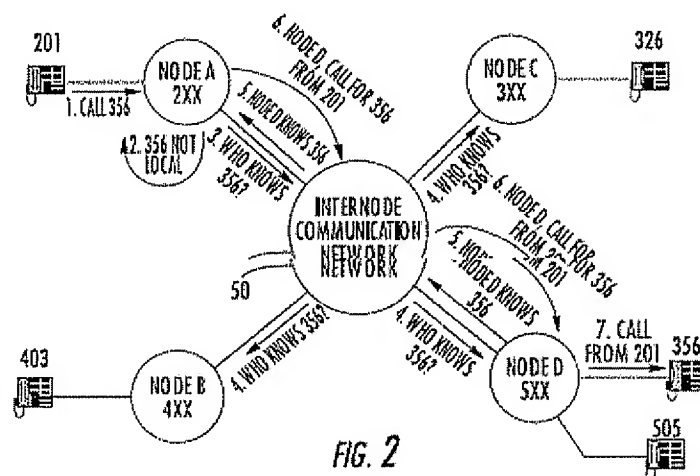 201
1. CALL 356
NODE A
2XX
2. 356 NOT
LOCAL
3. WHO KNOWS
356?
5. NODE D KNOWS 356
6. NODE D, CALL FOR 356
FROM 201
NODE C
3XX
326
4. WHO KNOWS
356?
INTERNODE
COMMUNICATION
NETWORK
NETWORK
50
6. NODE D, CALL FOR
FOR 356
FROM 201
5. NODE D KNOWS
356
4. WHO KNOWS
356?
4. WHO KNOWS 356?
403
NODE B
4XX
NODE D
5XX
7. CALL
FROM 201
356
505
FIG. 2